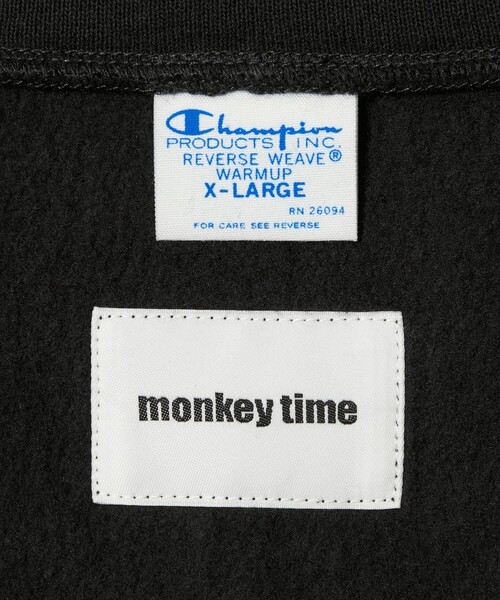 Champion
PRODUCTS INC.
REVERSE WEAVE®
WARMUP
X-LARGE
RN 26094
FOR CARE SEE REVERSE
monkey time